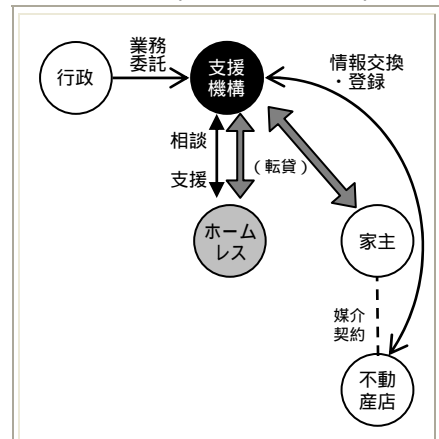 業務
委託
行政
支援
機構
情報交換
・登録
相談
(転貸)
支援
ホーム
レス
家主
媒介
契約
不動
産店